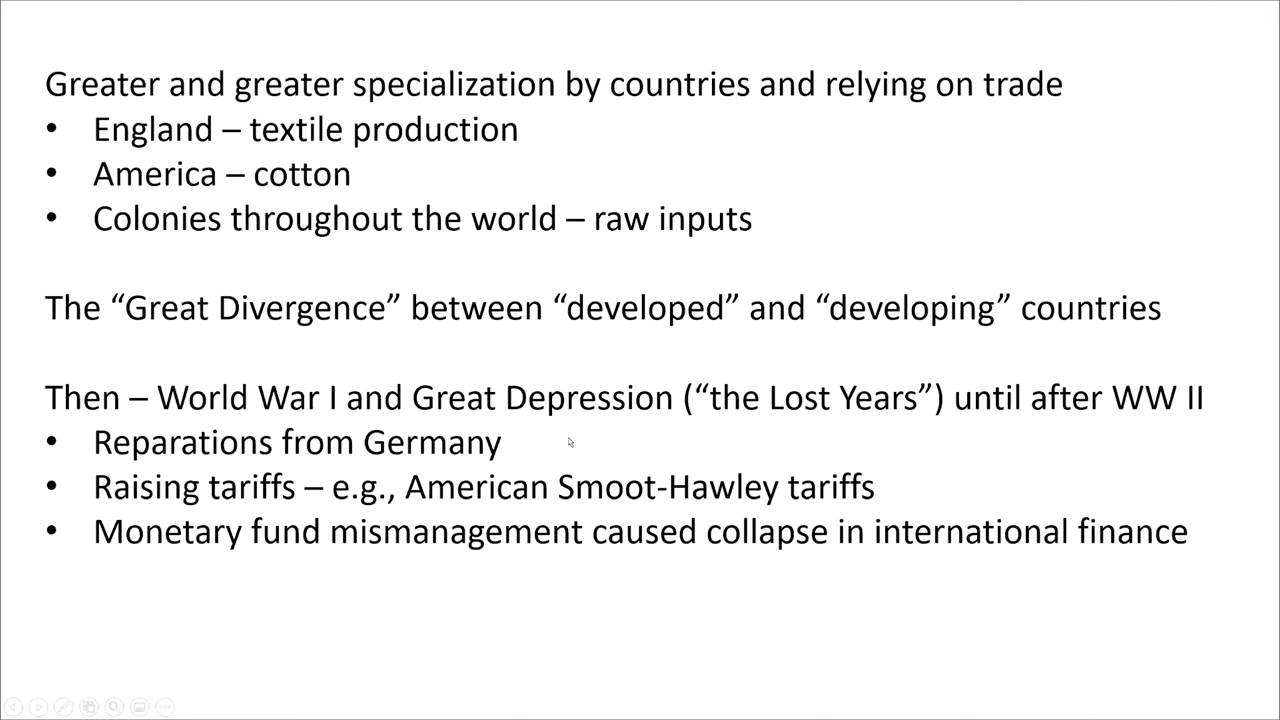 Greater and greater specialization by countries and relying on trade
• England – textile production
• America – cotton
• Colonies throughout the world – raw inputs
The “Great Divergence” between “developed” and “developing” countries
Then – World War I and Great Depression (“the Lost Years”) until after WW II
• Reparations from Germany
• Raising tariffs – e.g., American Smoot-Hawley tariffs
• Monetary fund mismanagement caused collapse in international finance